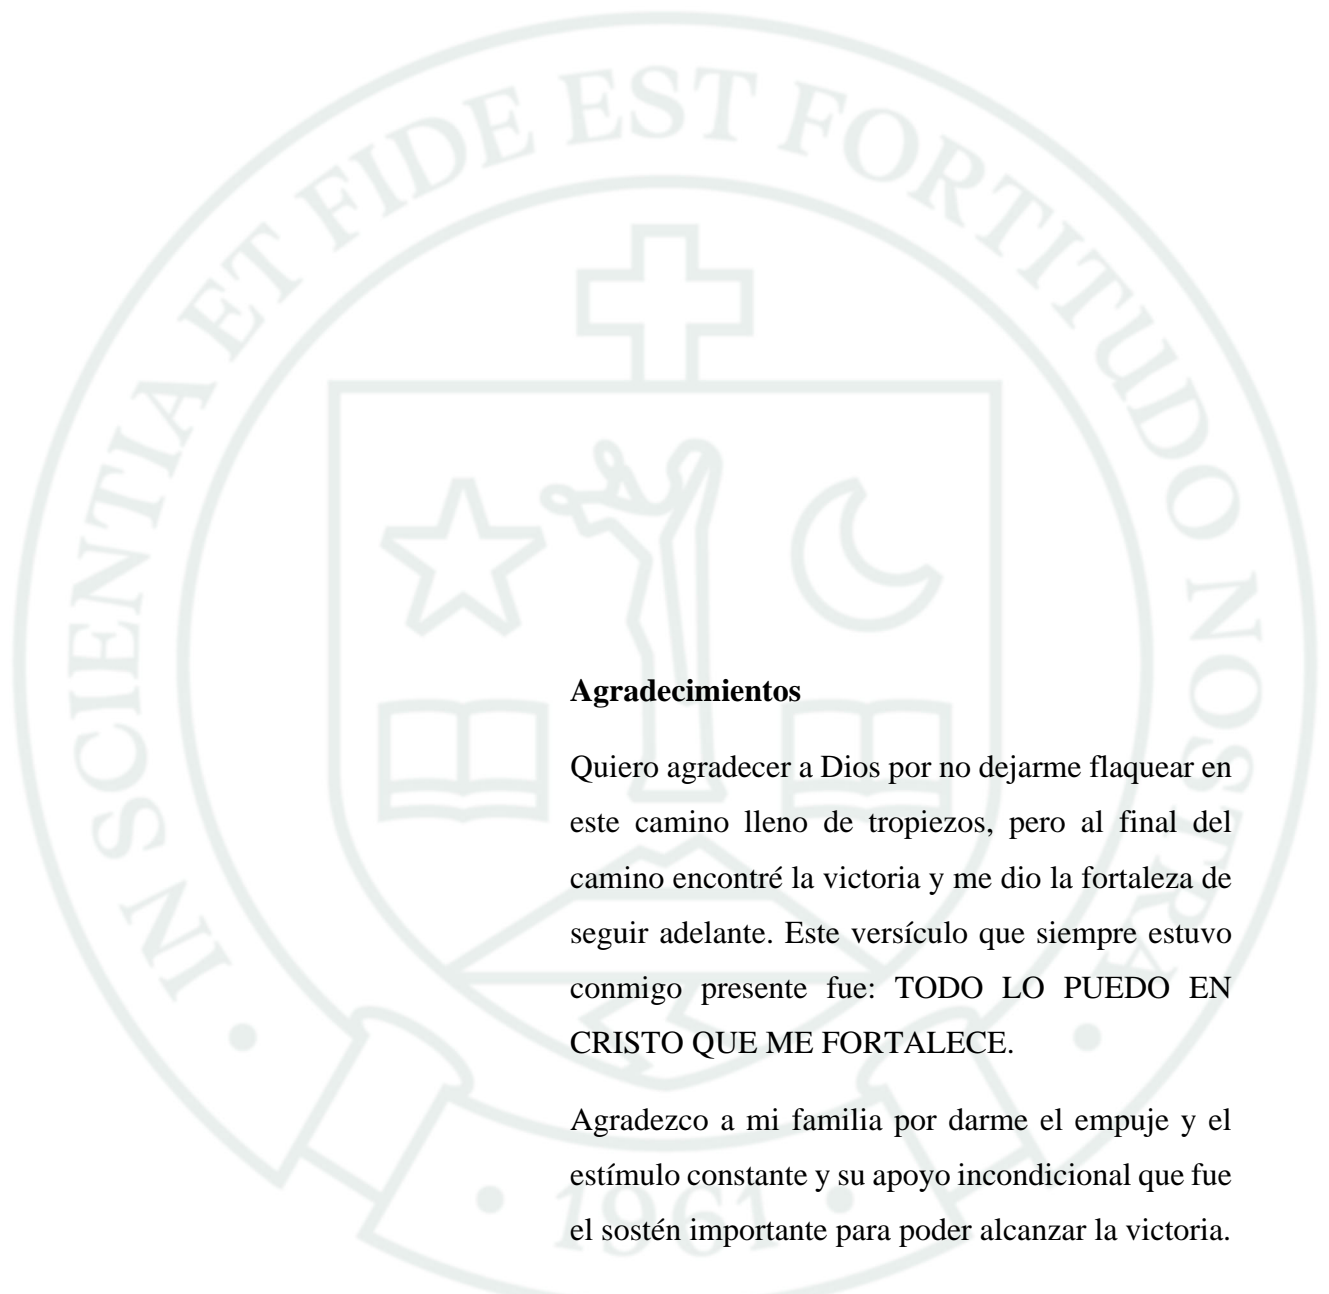 IN SCIENTIA ET FIDE EST FORTITUDO NOSTRA
Agradecimientos
Quiero agradecer a Dios por no dejarme flaquear en
este camino lleno de tropiezos, pero al final del
camino encontré la victoria y me dio la fortaleza de
seguir adelante. Este versículo que siempre estuvo
conmigo presente fue: TODO LO PUEDO EN
CRISTO QUE ME FORTALECE.
Agradezco a mi familia por darme el empuje y el
estímulo constante y su apoyo incondicional que fue
el sostén importante para poder alcanzar la victoria.
1961